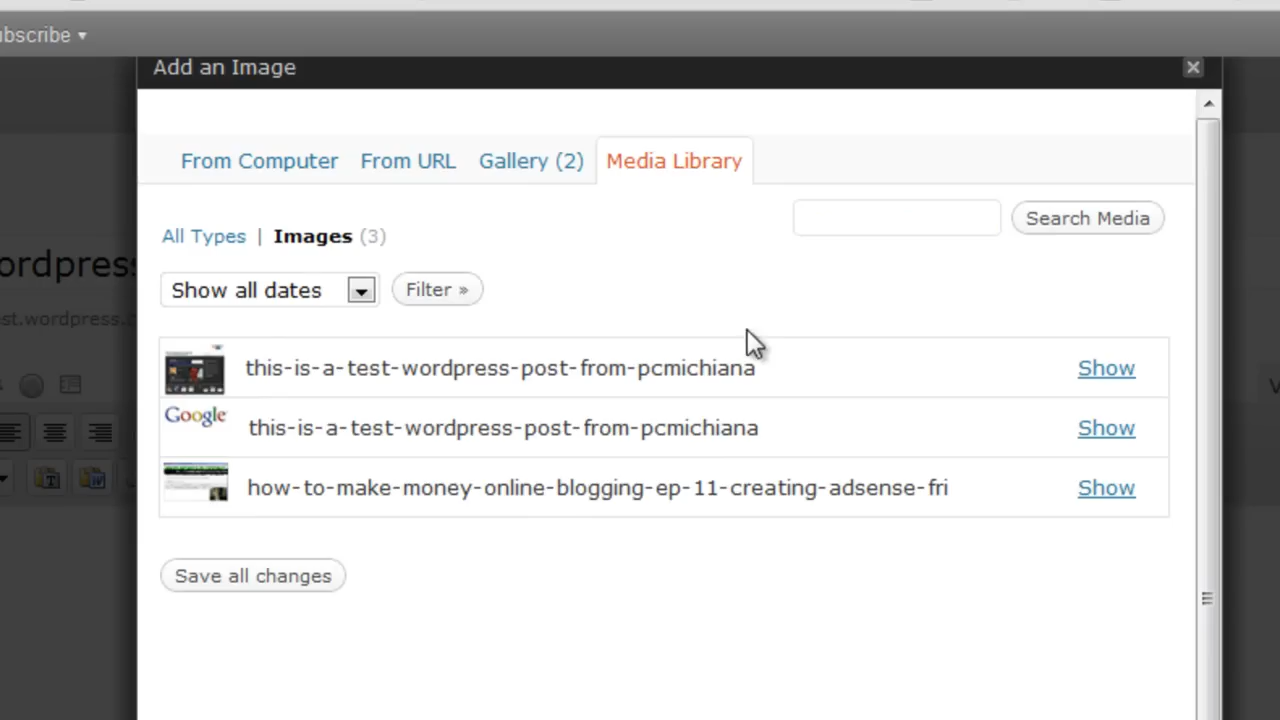 ubscribe ▾
Add an Image
From Computer From URL Gallery (2) Media Library
Search Media
All Types | Images (3)
ordpress
Show all dates Filter »
st.wordpress.
this-is-a-test-wordpress-post-from-pcmichiana Show
Google this-is-a-test-wordpress-post-from-pcmichiana Show
how-to-make-money-online-blogging-ep-11-creating-adsense-fri Show
Save all changes